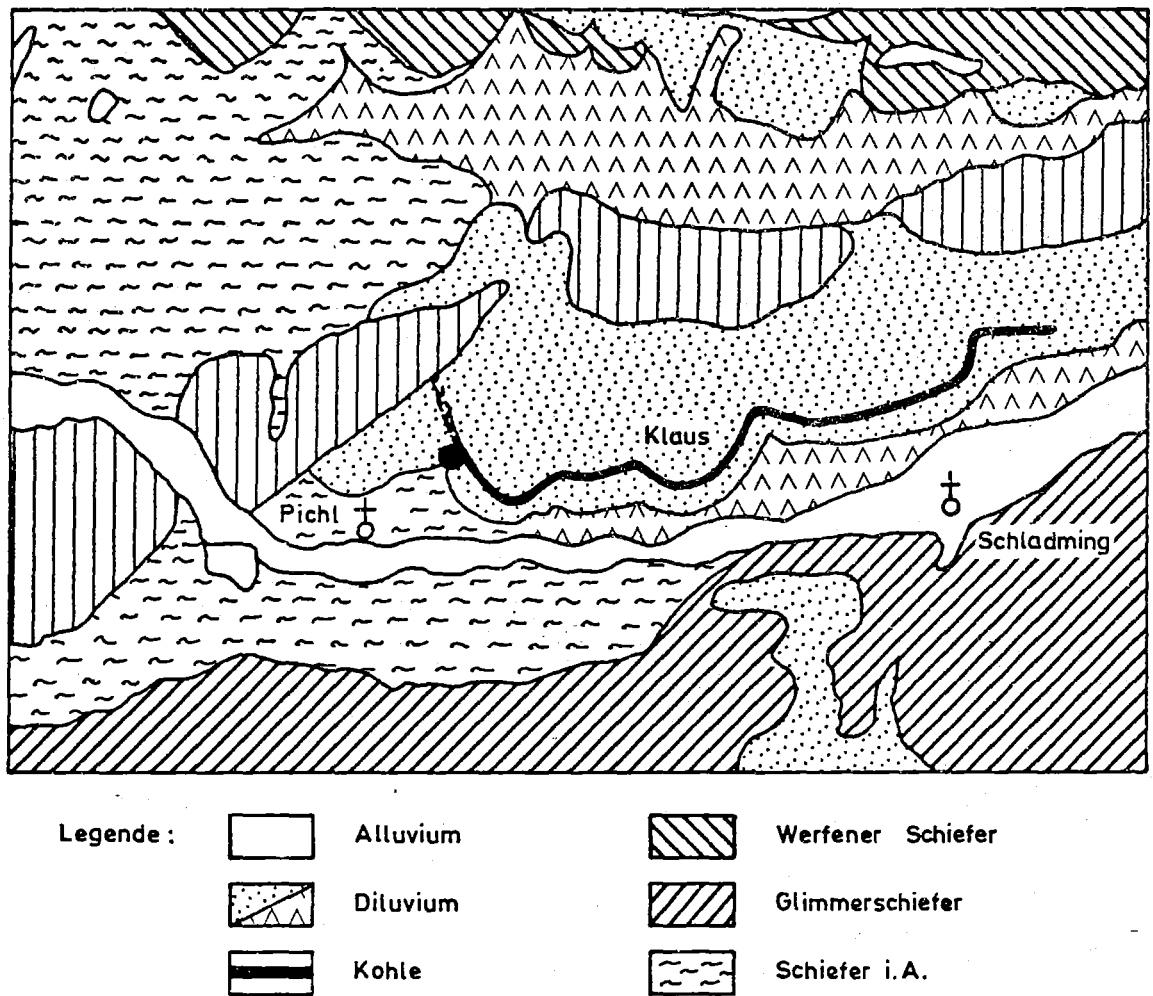 Klaus
Pichl
Schladming
Legende :
Alluvium
Diluvium
Kohle
Werfener Schiefer
Glimmerschiefer
Schiefer i. A.